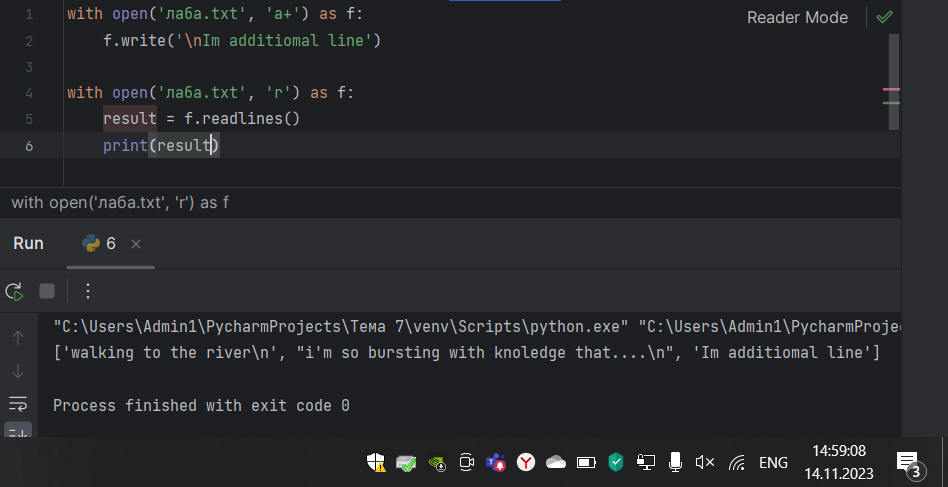 Reader Mode
1 with open('лаба.txt', 'a+') as f:
2 f.write('\nIm additiomal line')
3
4 with open('лаба.txt', 'r') as f:
5 result = f.readlines()
6 print(result)
with open('лаба.txt', 'r') as f
Run 6
"C:\Users\Admin1\PycharmProjects\Тема 7\venv\Scripts\python.exe" "C:\Users\Admin1\PycharmProje
['walking to the river\n', "i'm so bursting with knoledge that....\n", 'Im additiomal line']
Process finished with exit code 0
ENG
14:59:08
14.11.2023
3